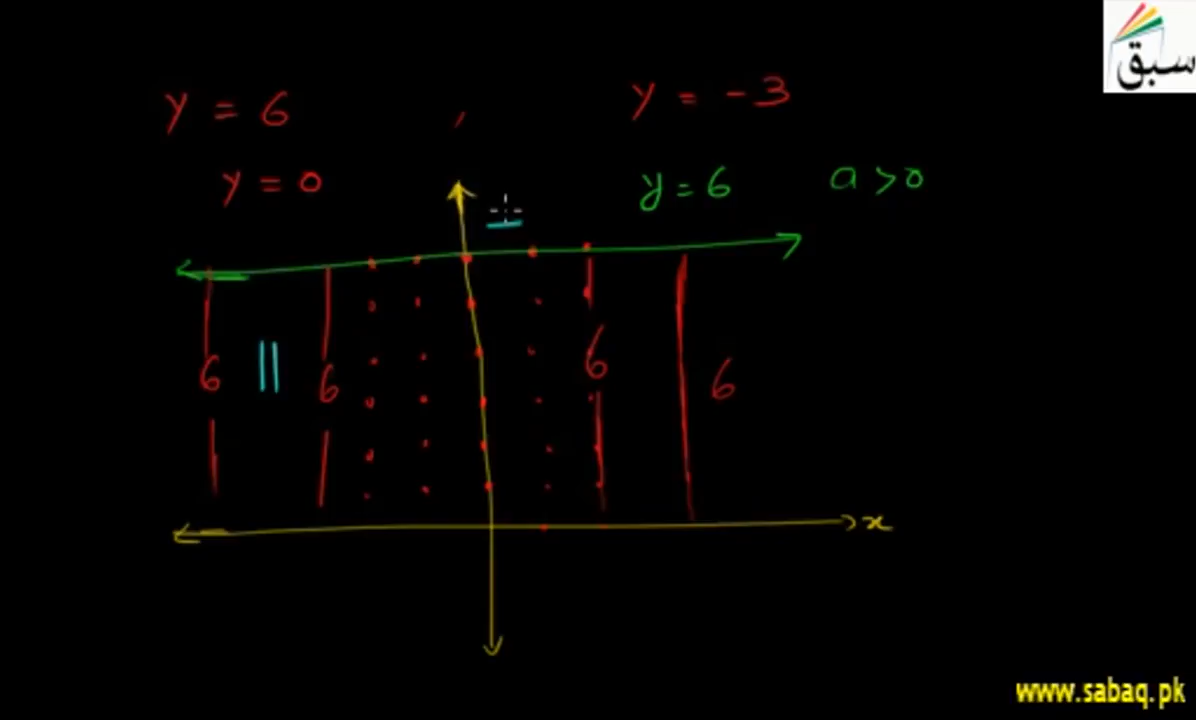 سبق
y = 6 , y = -3
y = 0 y = 6 a > 0
6 || 6 6 6
x
www.sabaq.pk